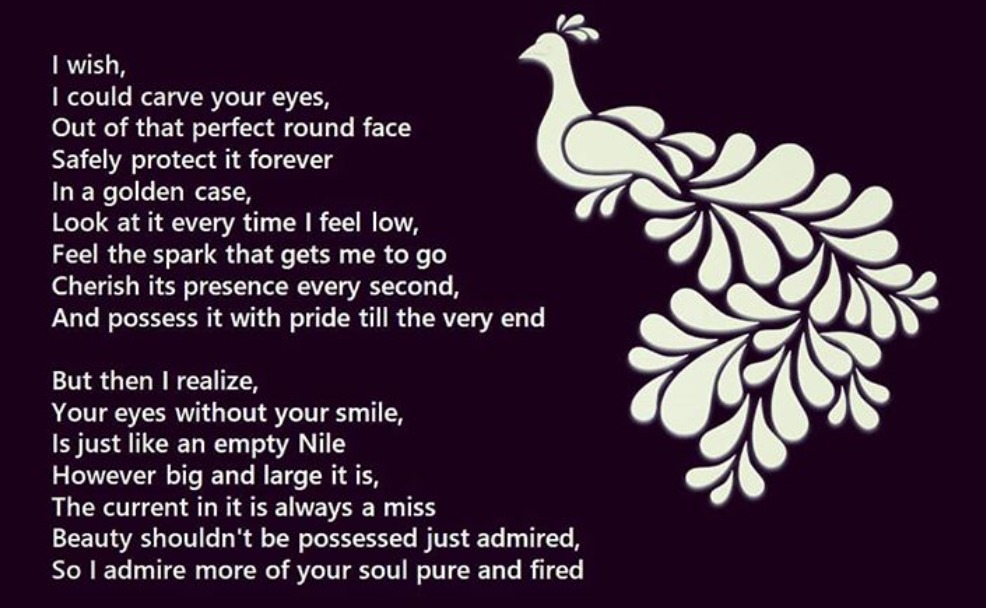 I wish,
I could carve your eyes,
Out of that perfect round face
Safely protect it forever
In a golden case,
Look at it every time I feel low,
Feel the spark that gets me to go
Cherish its presence every second,
And possess it with pride till the very end
But then I realize,
Your eyes without your smile,
Is just like an empty Nile
However big and large it is,
The current in it is always a miss
Beauty shouldn't be possessed just admired,
So I admire more of your soul pure and fired